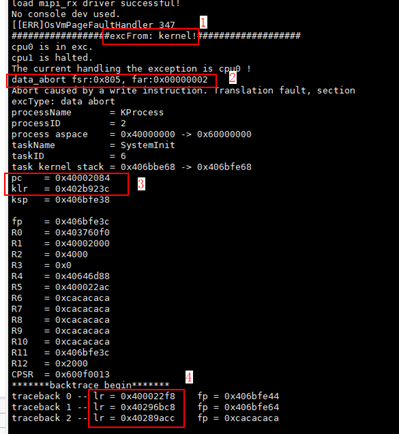 load mipi_rx driver successful!
No console dev used.
[[ERR]OsVmPageFaultHandler 347
1
##################excFrom: kernel!###################
cpu0 is in exc.
cpu1 is halted.
The current handling the exception is cpu0 !
data_abort fsr:0x805, far:0x00000002
2
Abort caused by a write instruction. Translation fault, section
excType: data abort
processName = KProcess
processID = 2
process aspace = 0x40000000 -> 0x60000000
taskName = SystemInit
taskID = 6
task kernel stack = 0x406bbe68 -> 0x406bfe68
pc = 0x40002084
klr = 0x402b923c
3
ksp = 0x406bfe38
fp = 0x406bfe3c
R0 = 0x403760f0
R1 = 0x40002000
R2 = 0x4000
R3 = 0x0
R4 = 0x40646d88
R5 = 0x400022ac
R6 = 0xcacacaca
R7 = 0xcacacaca
R8 = 0xcacacaca
R9 = 0xcacacaca
R10 = 0xcacacaca
R11 = 0x406bfe3c
R12 = 0x2000
CPSR = 0x600f0013
4
*******backtrace begin*******
traceback 0 -- lr = 0x400022f8 fp = 0x406bfe44
traceback 1 -- lr = 0x40296bc8 fp = 0x406bfe64
traceback 2 -- lr = 0x40289acc fp = 0xcacacaca